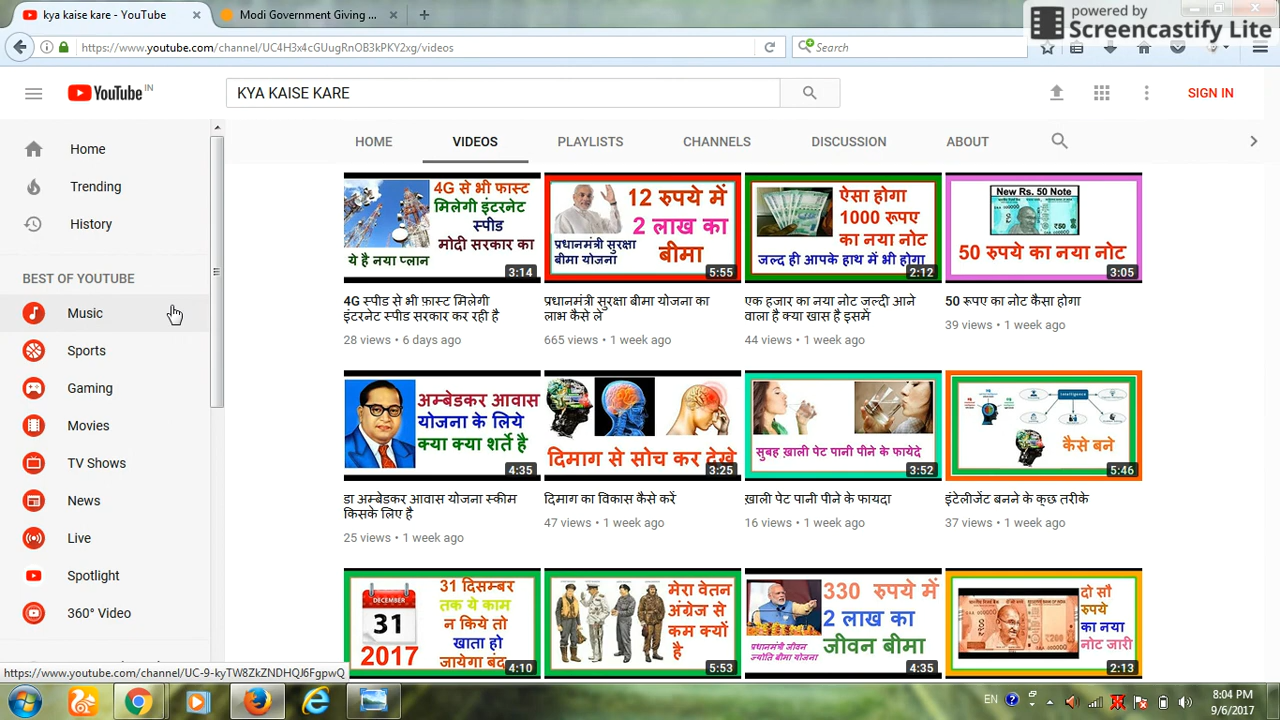 kya kaise kare - YouTube
Modi Government Giving ...
powered by
Screencastify Lite
https://www.youtube.com/channel/UC4H3x4cGUugRnOBzkPKY2xg/videos
Search
YouTube IN
KYA KAISE KARE
SIGN IN
Home
Trending
History
BEST OF YOUTUBE
Music
Sports
Gaming
Movies
TV Shows
News
Live
Spotlight
360° Video
HOME
VIDEOS
PLAYLISTS
CHANNELS
DISCUSSION
ABOUT
4G से भी फास्ट
मिलेगी इंटरनेट
स्पीड
मोदी सरकार का
ये है नया प्लान
3:14
12 रुपये में
2 लाख का
प्रधानमंत्री सुरक्षा
बीमा योजना
बीमा
5:55
ऐसा होगा
1000 रूपए
का नया नोट
जल्द ही आपके हाथ में भी होगा
2:12
New Rs. 50 Note
50 रुपये का नया नोट
3:05
4G स्पीड से भी फ़ास्ट मिलेगी
इंटरनेट स्पीड सरकार कर रही है
28 views • 6 days ago
प्रधानमंत्री सुरक्षा बीमा योजना का
लाभ कैसे ले
665 views • 1 week ago
एक हजार का नया नोट जल्दी आने
वाला है क्या खास है इसमें
44 views • 1 week ago
50 रूपए का नोट कैसा होगा
39 views • 1 week ago
अम्बेडकर आवास
योजना के लिये
क्या क्या शर्ते है
4:35
दिमाग से सोच कर देखे
3:25
सुबह ख़ाली पेट पानी पीने के फायेदे
3:52
Intelligence
कैसे बने
5:46
डा अम्बेडकर आवास योजना स्कीम
किसके लिए है
25 views • 1 week ago
दिमाग का विकास कैसे करें
47 views • 1 week ago
ख़ाली पेट पानी पीने के फायदा
16 views • 1 week ago
इंटेलीजेंट बनने के कुछ तरीके
37 views • 1 week ago
DECEMBER
31
2017
31 दिसम्बर
तक ये काम
न किये तो
खाता हो
जायेगा बंद
4:10
मेरा वेतन
अंग्रेज से
कम क्यों
है
5:53
330 रुपये में
2 लाख का
जीवन बीमा
प्रधानमंत्री जीवन
ज्योति बीमा योजना
4:35
दो सौ
रुपये
का नया
नोट जारी
2:13
https://www.youtube.com/channel/UC-9-kyTW8ZkZNDHQJ6FgpwQ
EN
8:04 PM
9/6/2017